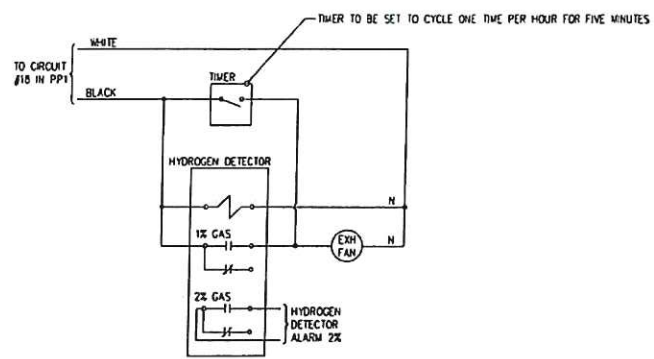 TIMER TO BE SET TO CYCLE ONE TIME PER HOUR FOR FIVE MINUTES
WHITE
TO CIRCUIT
#18 IN PP1
TIMER
BLACK
HYDROGEN DETECTOR
N
1% GAS
EXH
FAN
N
2% GAS
HYDROGEN
DETECTOR
ALARM 2%